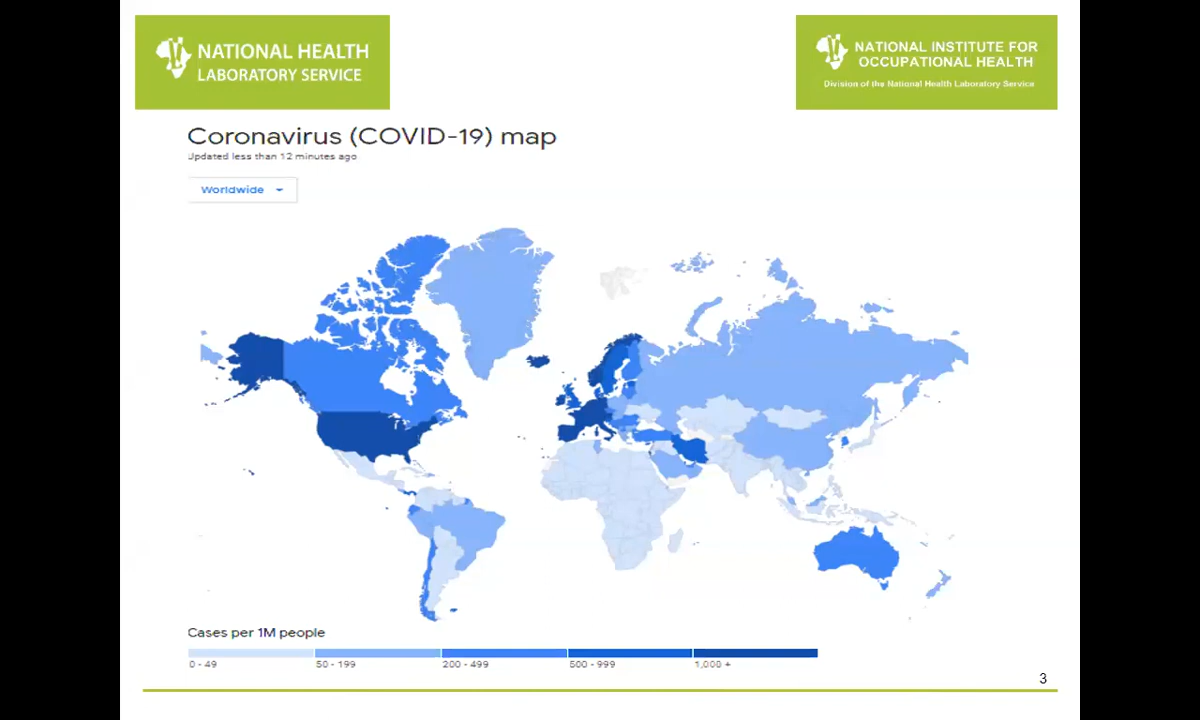 NATIONAL HEALTH
LABORATORY SERVICE
NATIONAL INSTITUTE FOR
OCCUPATIONAL HEALTH
Division of the National Health Laboratory Service
Coronavirus (COVID-19) map
Updated less than 12 minutes ago
Worldwide
Cases per 1M people
0 - 49
50 - 199
200 - 499
500 - 999
1,000 +
3